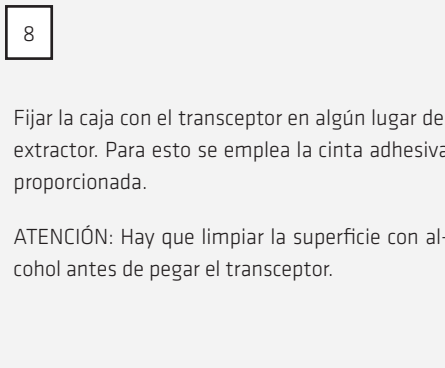 8
Fijar la caja con el transceptor en algún lugar de
extractor. Para esto se emplea la cinta adhesiva
proporcionada.
ATENCIÓN: Hay que limpiar la superficie con al-
cohol antes de pegar el transceptor.